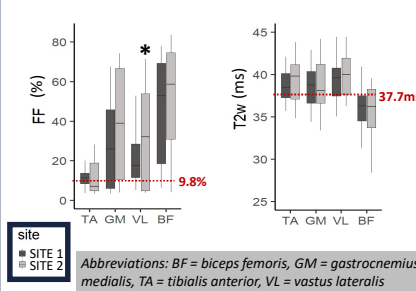 FF (%)
80
60
40
20
0
*
9.8%
TA GM VL BF
T2w (ms)
45
40
35
30
25
37.7ms
TA GM VL BF
site
SITE 1
SITE 2
Abbreviations: BF = biceps femoris, GM = gastrocnemius
medialis, TA = tibialis anterior, VL = vastus lateralis